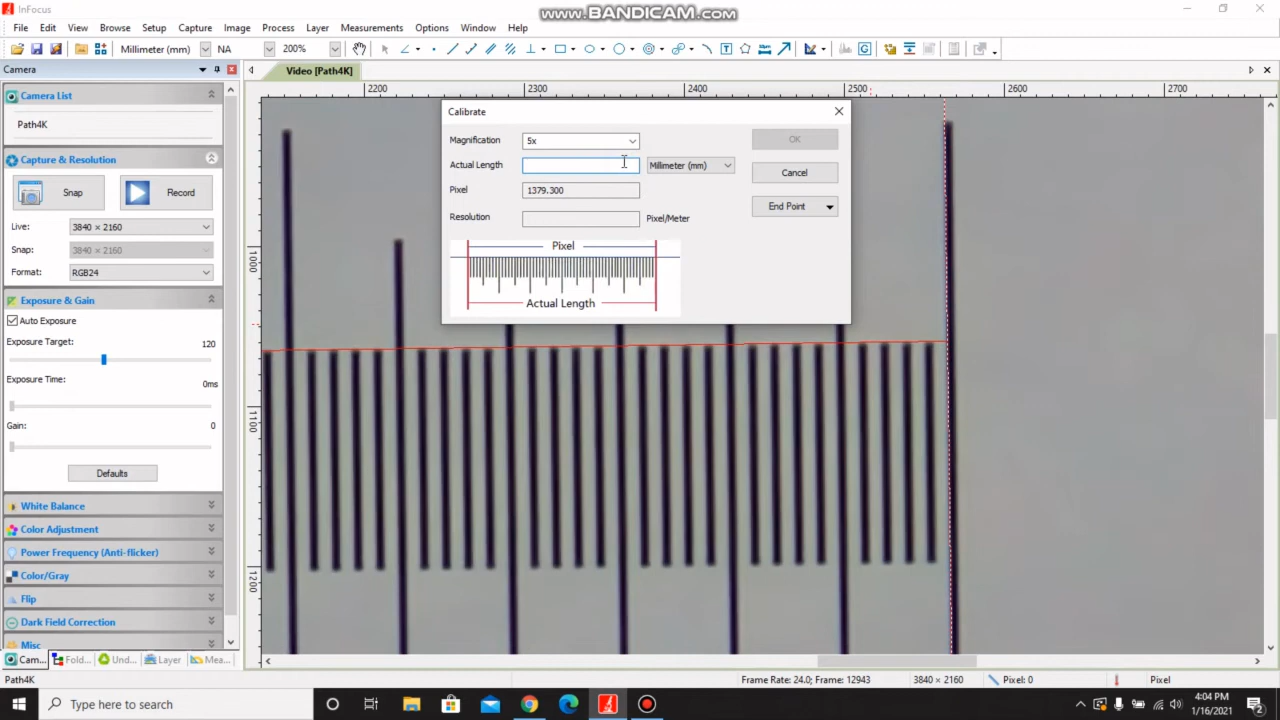 InFocus
www.BANDICAM.com
File Edit View Browse Setup Capture Image Process Layer Measurements Options Window Help
Millimeter (mm) NA 200%
Camera
Video [Path4K]
Camera List
Path4K
Capture & Resolution
Snap Record
Live: 3840 × 2160
Snap: 3840 × 2160
Format: RGB24
Exposure & Gain
Auto Exposure
Exposure Target: 120
Exposure Time: 0ms
Gain: 0
Defaults
White Balance
Color Adjustment
Power Frequency (Anti-flicker)
Color/Gray
Flip
Dark Field Correction
Misc
Cam... Fold... Und... Layer Mea...
2200 2300 2400 2500 2600 2700
1000
1100
1200
Calibrate
Magnification 5x OK
Actual Length Millimeter (mm) Cancel
Pixel 1379.300 End Point
Resolution Pixel/Meter
Pixel
Actual Length
Path4K Frame Rate: 24.0; Frame: 12943 3840 × 2160 Pixel: 0 Pixel
Type here to search
4:04 PM
1/16/2021
2